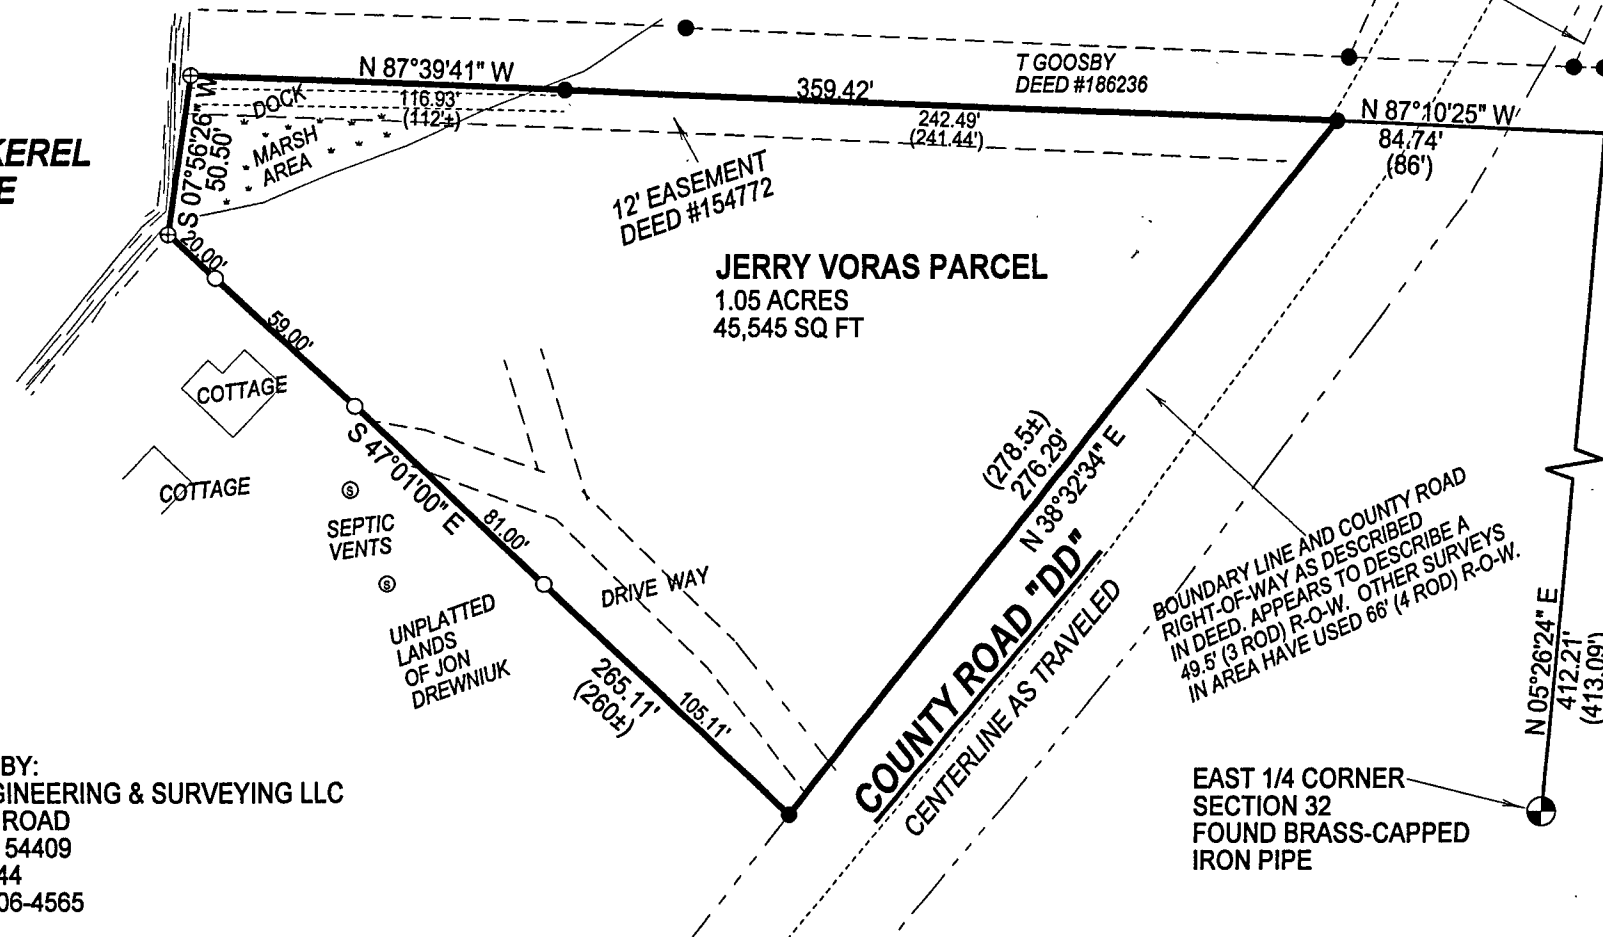 T GOOSBY
DEED #186236
N 87°39'41" W
359.42'
116.93'
(112'±)
242.49'
(241.44')
N 87°10'25" W
84.74'
(86')
DOCK
MARSH
AREA
S 07°56'26" W
50.50'
KEREL
E
12' EASEMENT
DEED #154772
20.00'
JERRY VORAS PARCEL
1.05 ACRES
45,545 SQ FT
59.00'
COTTAGE
COTTAGE
S 47°01'00" E
SEPTIC
VENTS
S
S
81.00'
(278.5±)
276.29'
N 38°32'34" E
DRIVE WAY
UNPLATTED
LANDS
OF JON
DREWNIUK
265.11'
(260±)
105.11'
COUNTY ROAD "DD"
CENTERLINE AS TRAVELED
BOUNDARY LINE AND COUNTY ROAD
RIGHT-OF-WAY AS DESCRIBED
IN DEED. APPEARS TO DESCRIBE A
49.5' (3 ROD) R-O-W. OTHER SURVEYS
IN AREA HAVE USED 66' (4 ROD) R-O-W.
N 05°26'24" E
412.21'
(413.09')
EAST 1/4 CORNER
SECTION 32
FOUND BRASS-CAPPED
IRON PIPE
BY:
GINEERING & SURVEYING LLC
ROAD
54409
44
06-4565